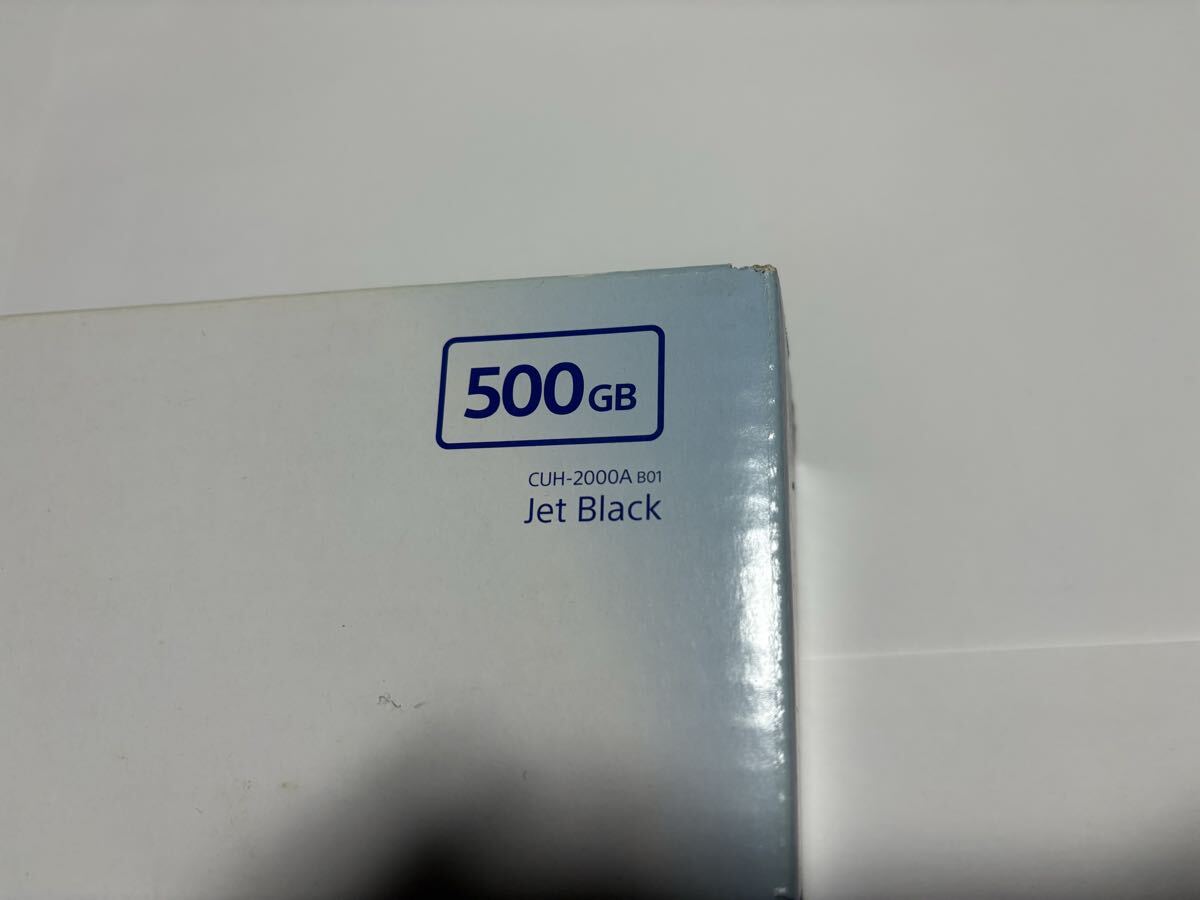 500GB
CUH-2000A B01
Jet Black